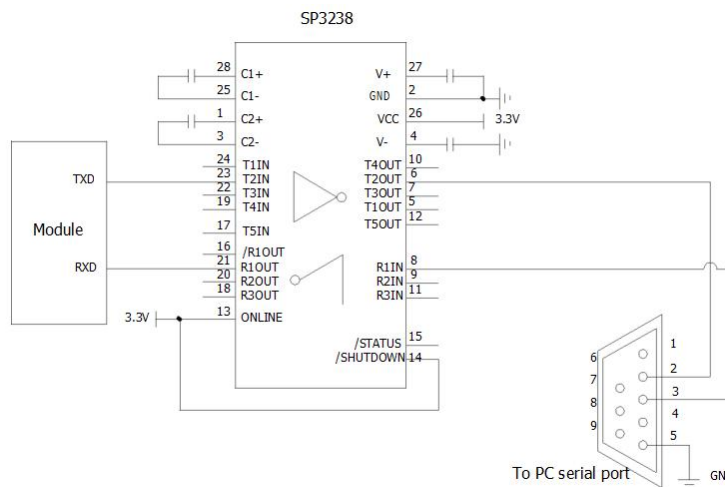 SP3238
28 C1+ V+ 27
25 C1- GND 2
1 C2+ VCC 26 3.3V
3 C2- V- 4
24 T1IN T4OUT 10
TXD 23 T2IN T2OUT 6
22 T3IN T3OUT 7
19 T4IN T1OUT 5
17 T5IN T5OUT 12
Module
16 /R1OUT
RXD 21 R1OUT R1IN 8
20 R2OUT R2IN 9
18 R3OUT R3IN 11
3.3V 13 ONLINE
/STATUS 15
/SHUTDOWN 14
1
6
2
7
3
8
4
9
5
To PC serial port
GN